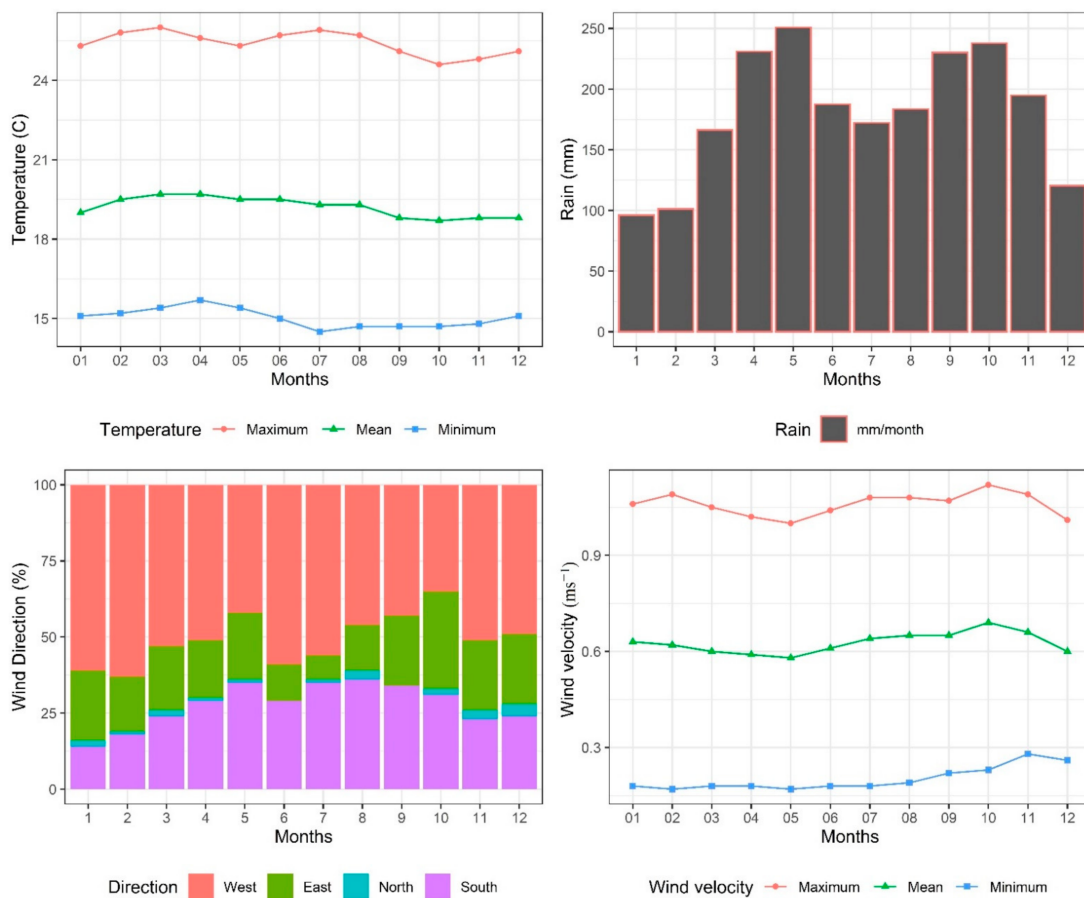 Temperature (C)
24
21
18
15
01 02 03 04 05 06 07 08 09 10 11 12
Months
Temperature Maximum Mean Minimum
Rain (mm)
250
200
150
100
50
0
1 2 3 4 5 6 7 8 9 10 11 12
Months
Rain mm/month
Wind Direction (%)
100
75
50
25
0
1 2 3 4 5 6 7 8 9 10 11 12
Months
Direction West East North South
Wind velocity (ms⁻¹)
0.9
0.6
0.3
01 02 03 04 05 06 07 08 09 10 11 12
Months
Wind velocity Maximum Mean Minimum